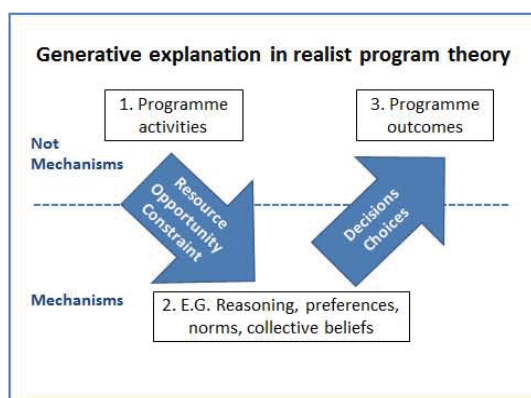 Generative explanation in realist program theory
1. Programme
activities
3. Programme
outcomes
Not
Mechanisms
Resource
Opportunity
Constraint
Decisions
Choices
Mechanisms
2. E.G. Reasoning, preferences,
norms, collective beliefs